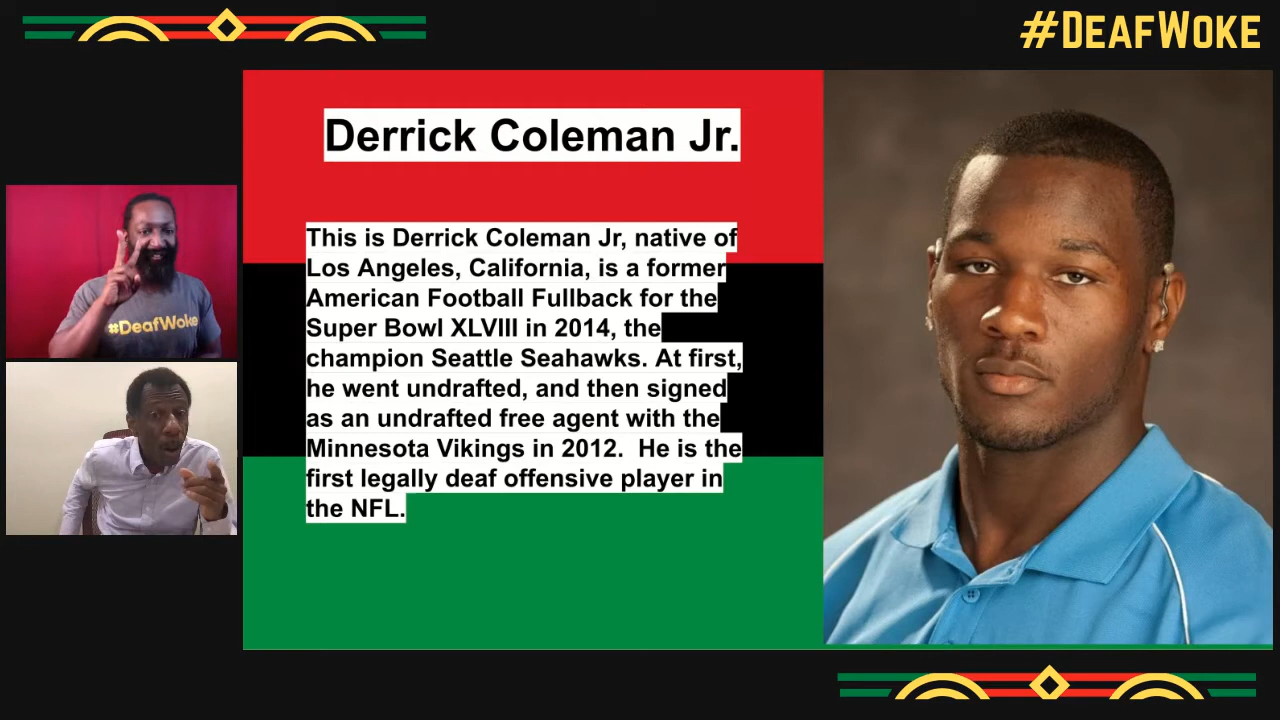 #DEAFWOKE
Derrick Coleman Jr.
This is Derrick Coleman Jr, native of
Los Angeles, California, is a former
American Football Fullback for the
Super Bowl XLVIII in 2014, the
champion Seattle Seahawks. At first,
he went undrafted, and then signed
as an undrafted free agent with the
Minnesota Vikings in 2012.  He is the
first legally deaf offensive player in
the NFL.
#DeafWoke